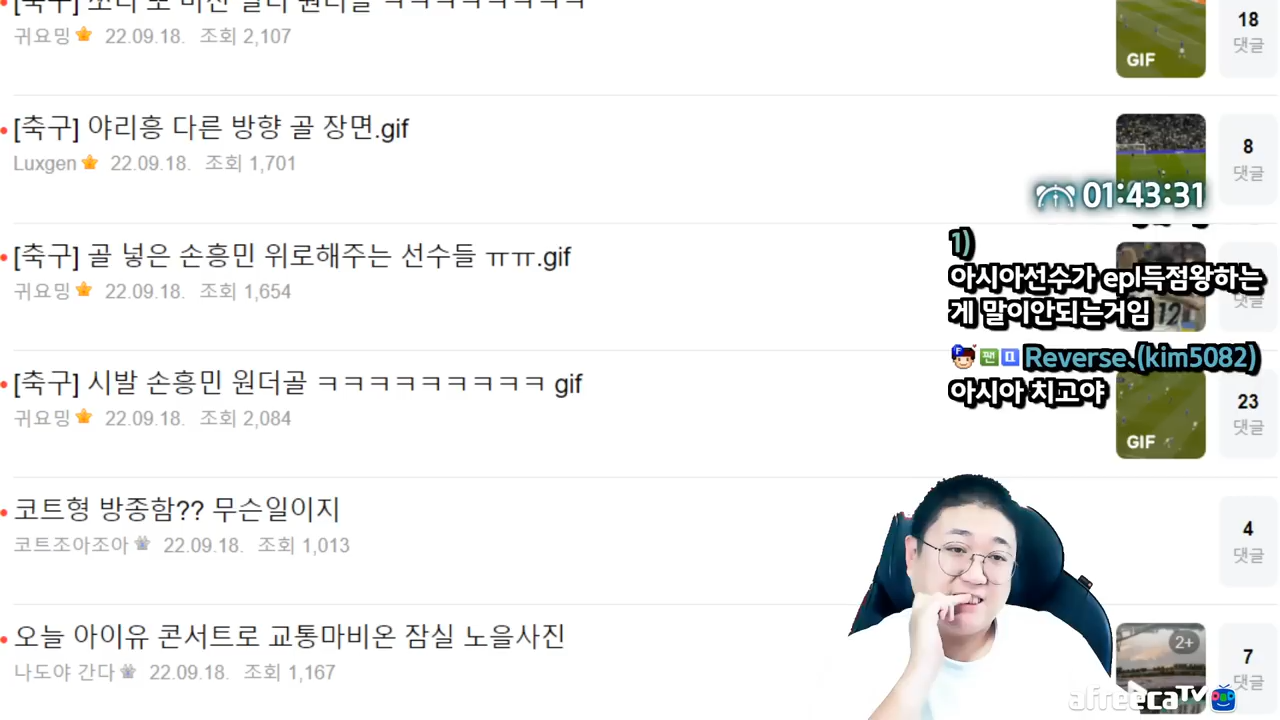 귀요밍 22.09.18. 조회 2,107
GIF
18
댓글
[축구] 야리흥 다른 방향 골 장면.gif
Luxgen 22.09.18. 조회 1,701
8
댓글
01:43:31
[축구] 골 넣은 손흥민 위로해주는 선수들 ㅠㅠ.gif
귀요밍 22.09.18. 조회 1,654
12
댓글
1)
아시아선수가 epl득점왕하는
게 말이안되는거임
Reverse、(kim5082)
아시아 치고야
[축구] 시발 손흥민 원더골 ㅋㅋㅋㅋㅋㅋㅋㅋㅋ gif
귀요밍 22.09.18. 조회 2,084
GIF
23
댓글
코트형 방종함?? 무슨일이지
코트조아조아 22.09.18. 조회 1,013
4
댓글
오늘 아이유 콘서트로 교통마비온 잠실 노을사진
나도야 간다 22.09.18. 조회 1,167
2+
7
댓글
afreecaTV